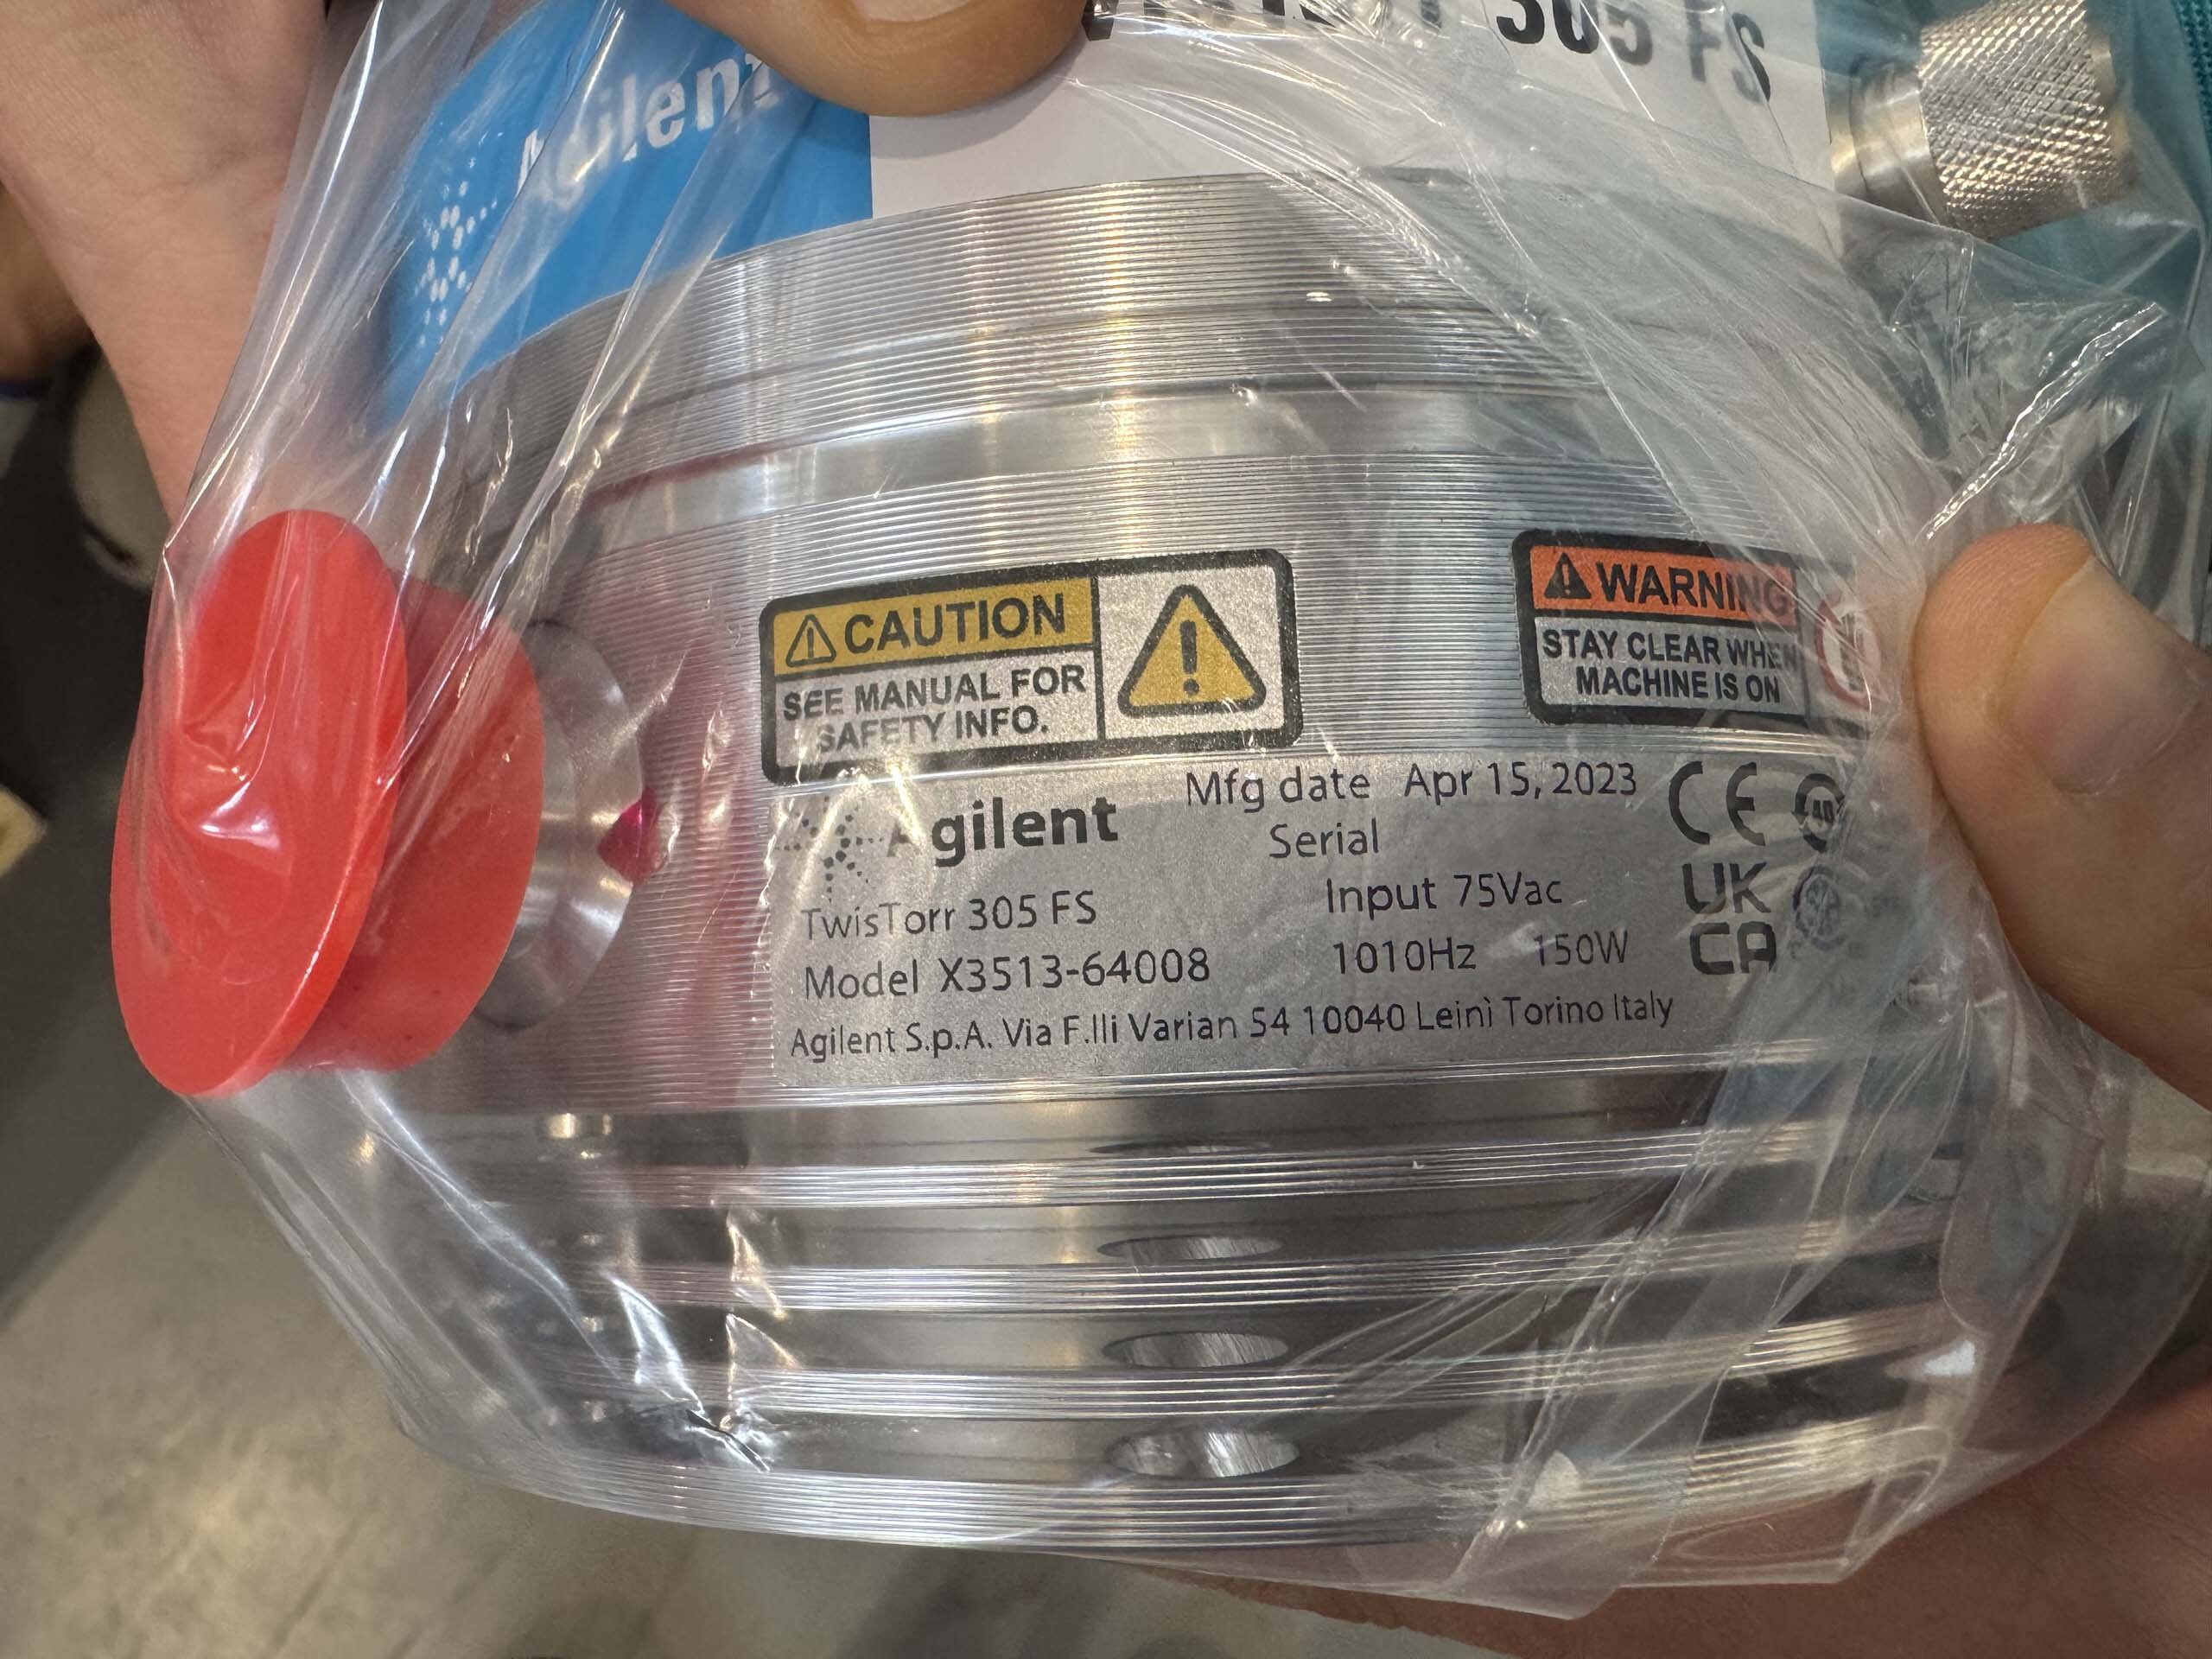 Agilent
305 FS
CAUTION
SEE MANUAL FOR
SAFETY INFO.
WARNING
STAY CLEAR WHEN
MACHINE IS ON
Agilent
Mfg date Apr 15, 2023
Serial
TwisTorr 305 FS
Input 75Vac
Model X3513-64008
1010Hz 150W
Agilent S.p.A. Via F.lli Varian 54 10040 Leinì Torino Italy
CE
UK
CA